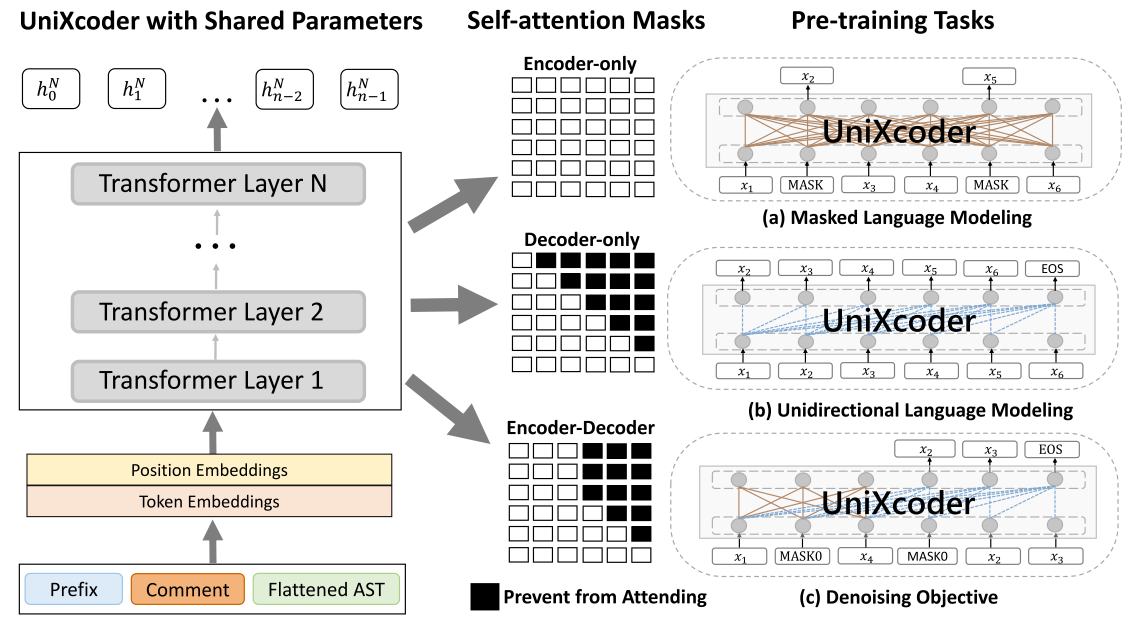 UniXcoder with Shared Parameters
Self-attention Masks
Pre-training Tasks
h_0^N
h_1^N
...
h_{n-2}^N
h_{n-1}^N
Transformer Layer N
...
Transformer Layer 2
Transformer Layer 1
Position Embeddings
Token Embeddings
Prefix
Comment
Flattened AST
Encoder-only
Decoder-only
Encoder-Decoder
Prevent from Attending
x_2 x_5
UniXcoder
x_1 MASK x_3 x_4 MASK x_6
(a) Masked Language Modeling
x_2 x_3 x_4 x_5 x_6 EOS
UniXcoder
x_1 x_2 x_3 x_4 x_5 x_6
(b) Unidirectional Language Modeling
x_2 x_3 EOS
UniXcoder
x_1 MASK0 x_4 MASK0 x_2 x_3
(c) Denoising Objective